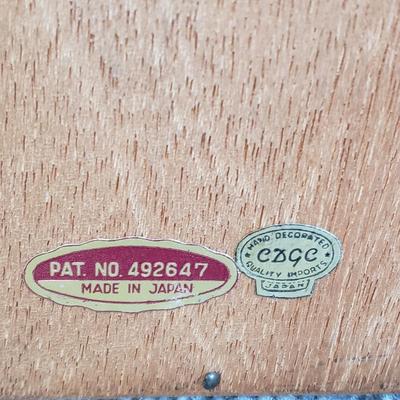 PAT. NO. 492647
MADE IN JAPAN
HAND DECORATED
CDGC
QUALITY IMPORTS
JAPAN